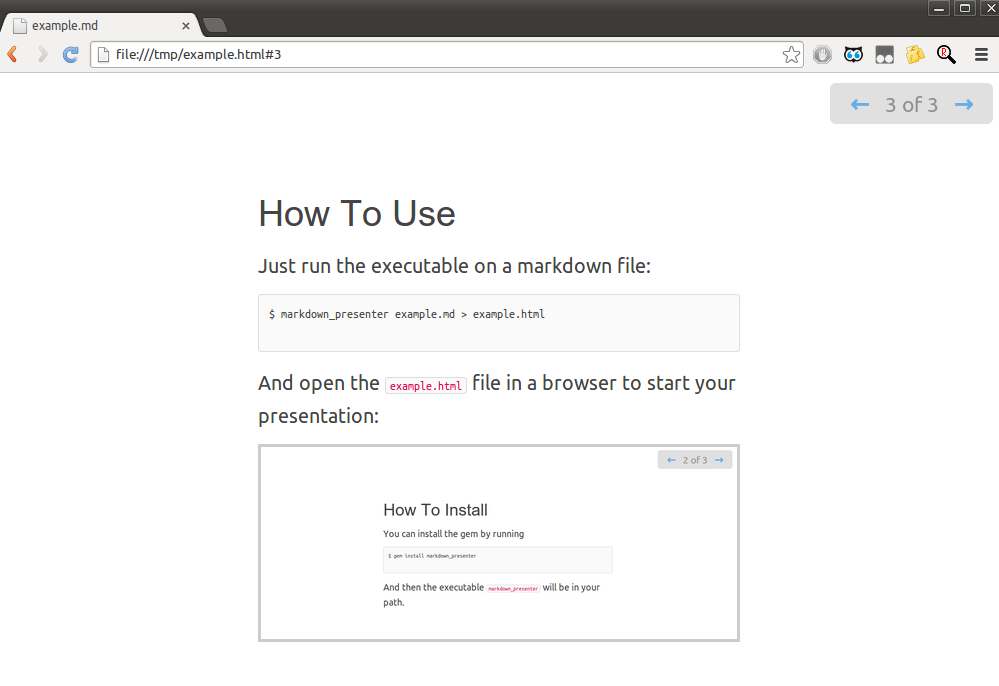 example.md
file:///tmp/example.html#3
← 3 of 3 →
How To Use
Just run the executable on a markdown file:
$ markdown_presenter example.md > example.html
And open the example.html file in a browser to start your
presentation:
← 2 of 3 →
How To Install
You can install the gem by running
$ gem install markdown_presenter
And then the executable markdown_presenter will be in your
path.